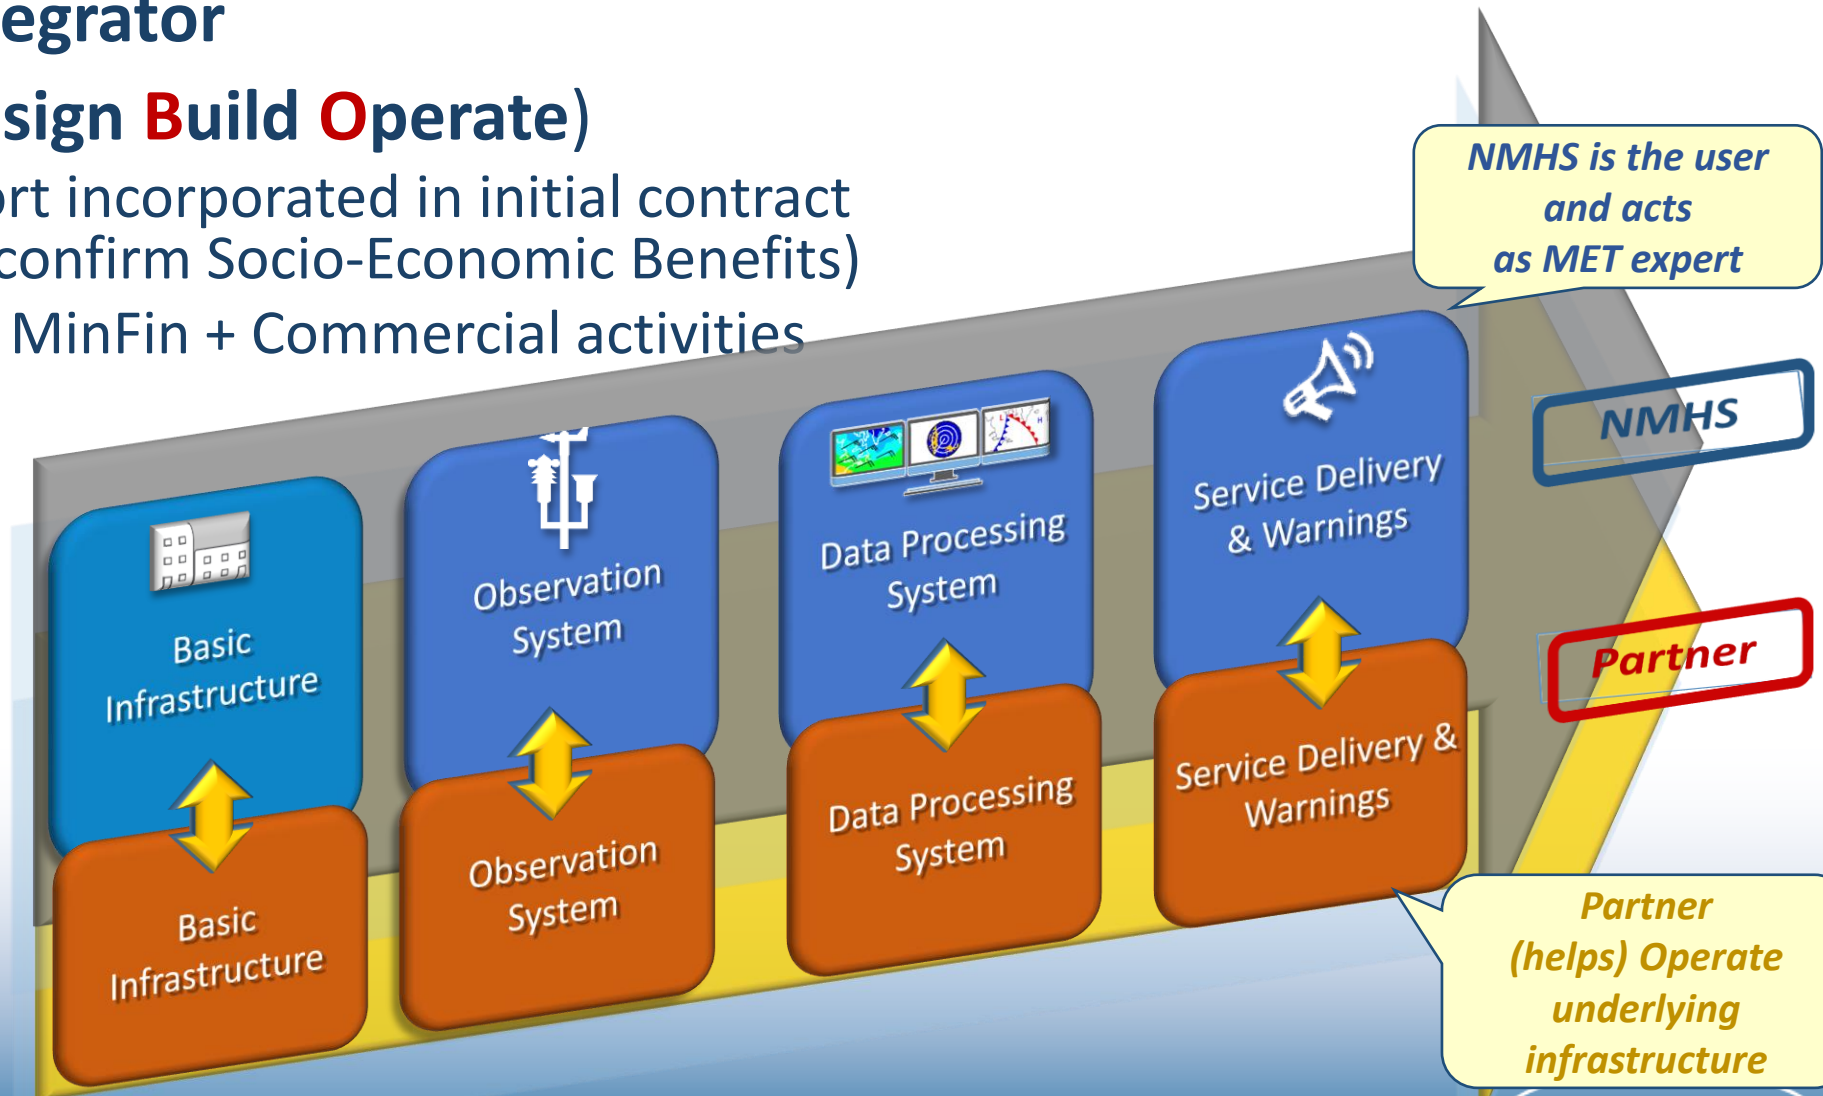 egrator
sign Build Operate)
ort incorporated in initial contract
confirm Socio-Economic Benefits)
MinFin + Commercial activities
NMHS is the user
and acts
as MET expert
NMHS
Partner
Service Delivery
& Warnings
Data Processing
System
Observation
System
Basic
Infrastructure
Service Delivery &
Warnings
Data Processing
System
Observation
System
Basic
Infrastructure
Partner
(helps) Operate
underlying
infrastructure